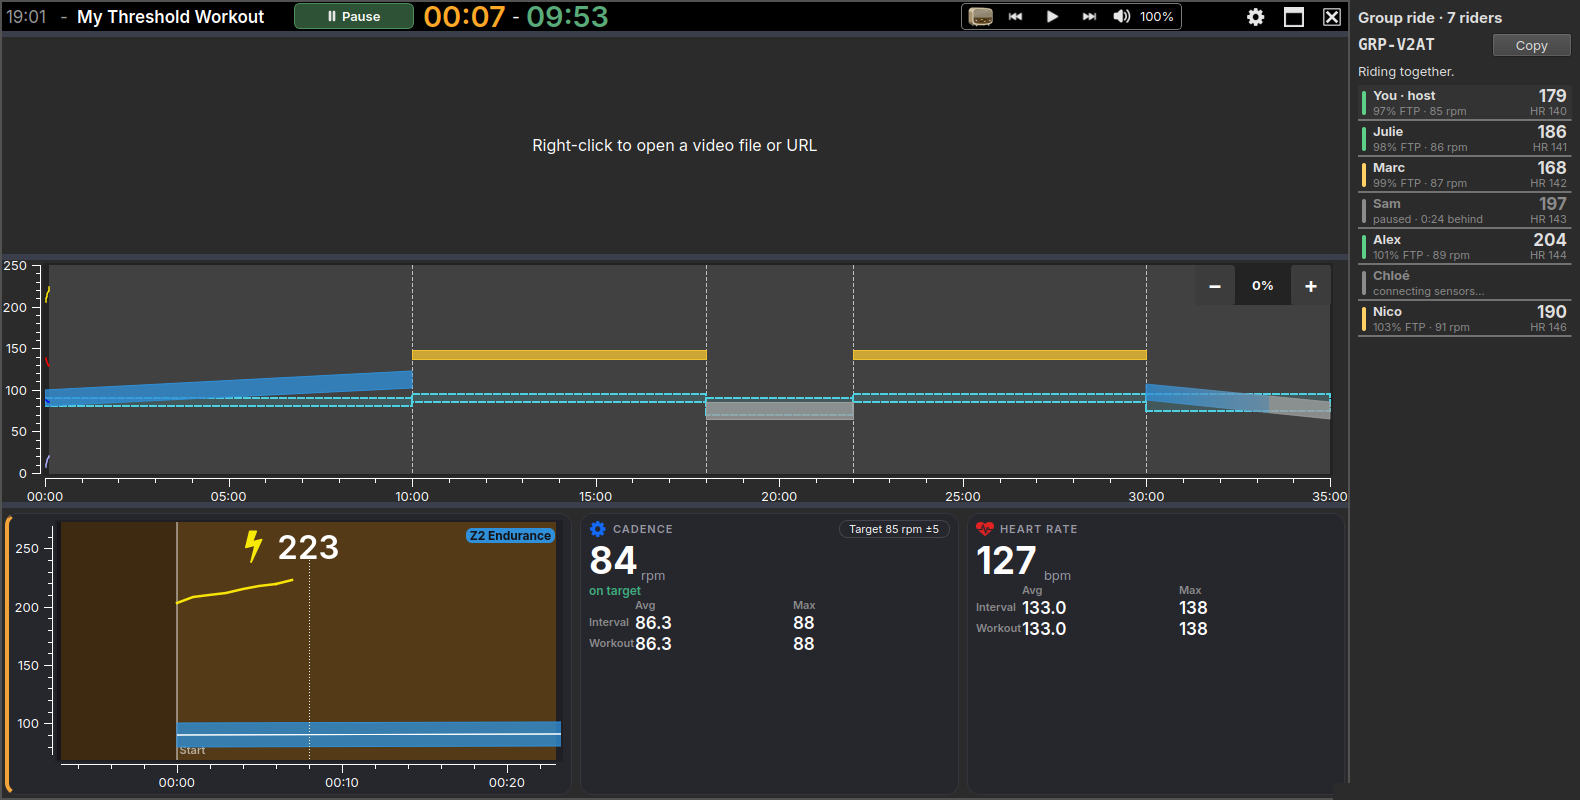 19:01 - My Threshold Workout
Pause
00:07 - 09:53
100%
Right-click to open a video file or URL
250
200
150
100
50
0
− 0% +
00:00 05:00 10:00 15:00 20:00 25:00 30:00 35:00
250
200
150
100
223
Z2 Endurance
Start
00:00 00:10 00:20
CADENCE
Target 85 rpm ±5
84 rpm
on target
Avg Max
Interval 86.3 88
Workout 86.3 88
HEART RATE
127 bpm
Avg Max
Interval 133.0 138
Workout 133.0 138
Group ride · 7 riders
GRP-V2AT
Copy
Riding together.
You · host 179
97% FTP · 85 rpm HR 140
Julie 186
98% FTP · 86 rpm HR 141
Marc 168
99% FTP · 87 rpm HR 142
Sam 197
paused · 0:24 behind HR 143
Alex 204
101% FTP · 89 rpm HR 144
Chloé
connecting sensors...
Nico 190
103% FTP · 91 rpm HR 146